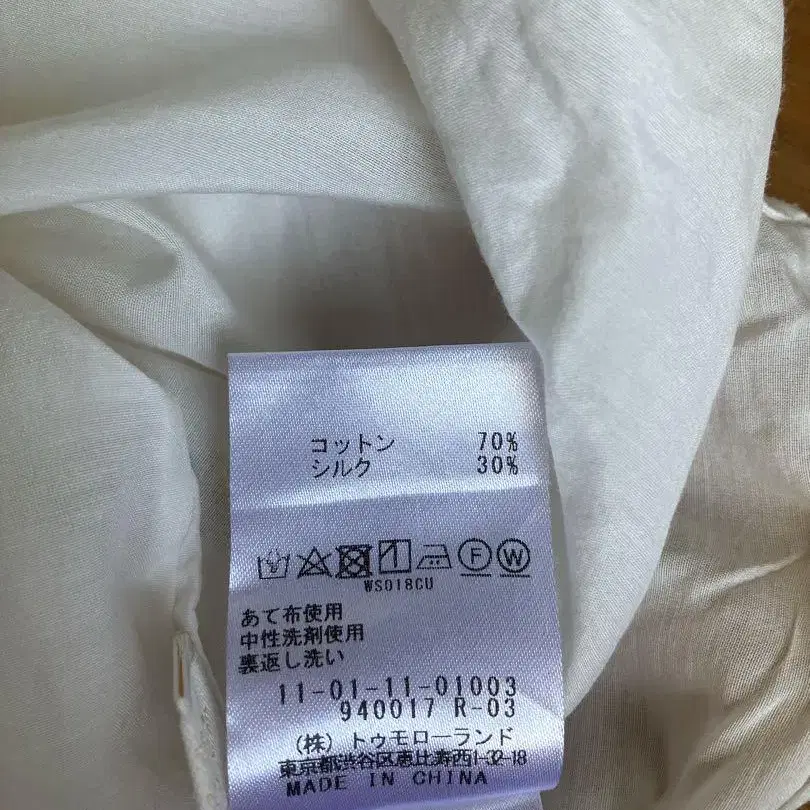 コットン 70%
シルク 30%
F W
WS018CU
あて布使用
中性洗剤使用
裏返し洗い
11-01-11-01003
940017 R-03
(株)トゥモローランド
東京都渋谷区恵比寿西1-32-18
MADE IN CHINA